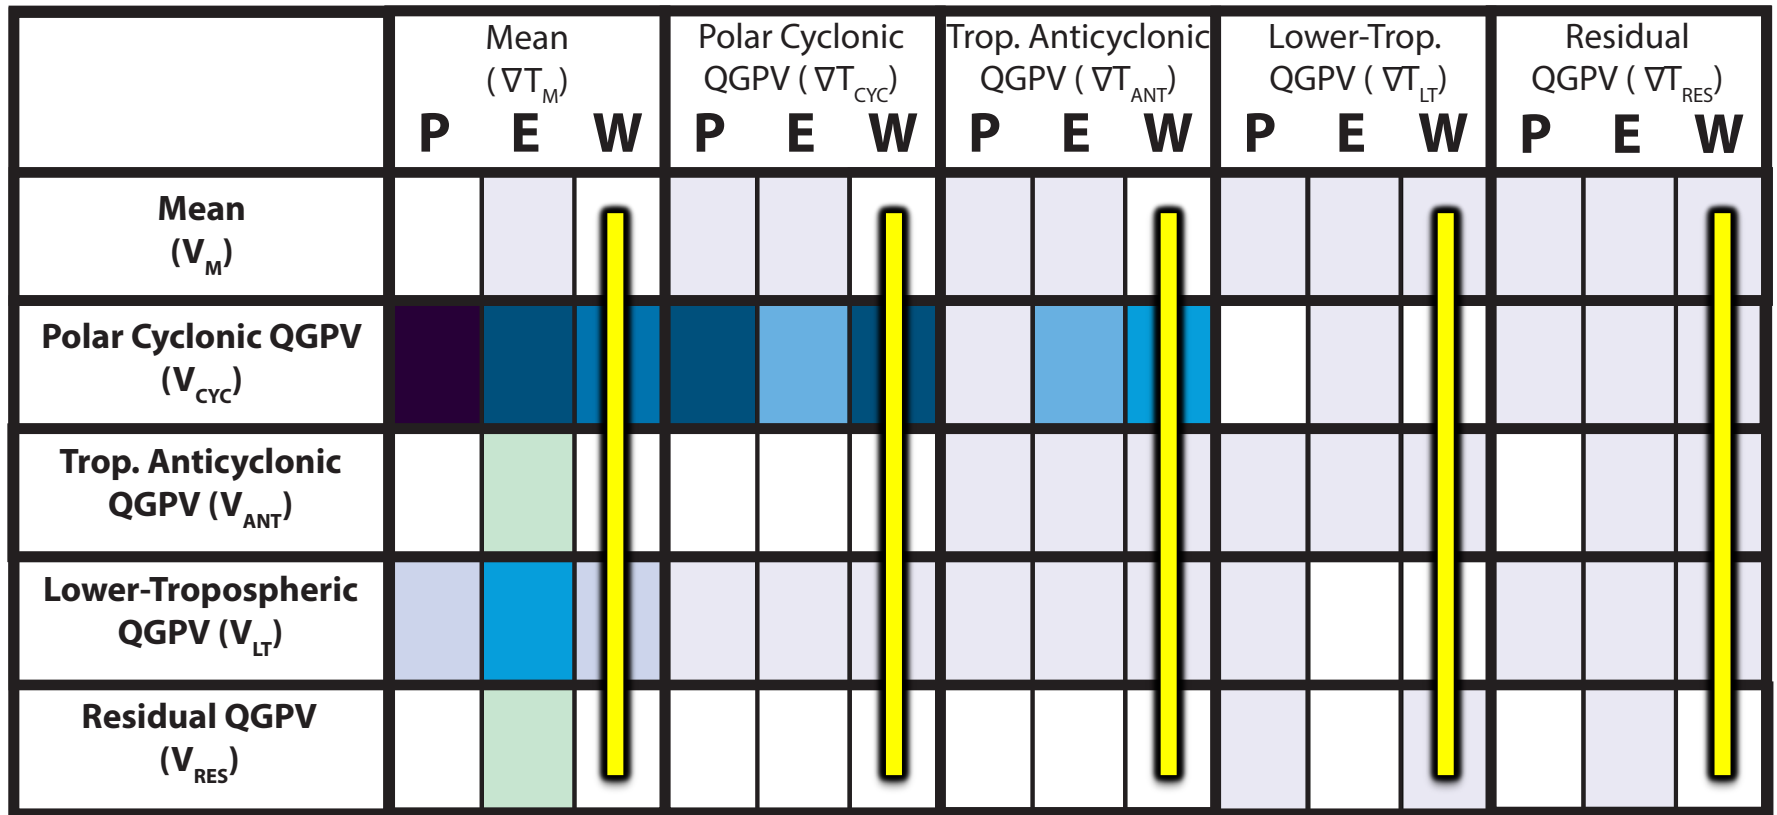 Mean
(∇T_M)
P E W
Polar Cyclonic
QGPV (∇T_CYC)
P E W
Trop. Anticyclonic
QGPV (∇T_ANT)
P E W
Lower-Trop.
QGPV (∇T_LT)
P E W
Residual
QGPV (∇T_RES)
P E W
Mean
(V_M)
Polar Cyclonic QGPV
(V_CYC)
Trop. Anticyclonic
QGPV (V_ANT)
Lower-Tropospheric
QGPV (V_LT)
Residual QGPV
(V_RES)